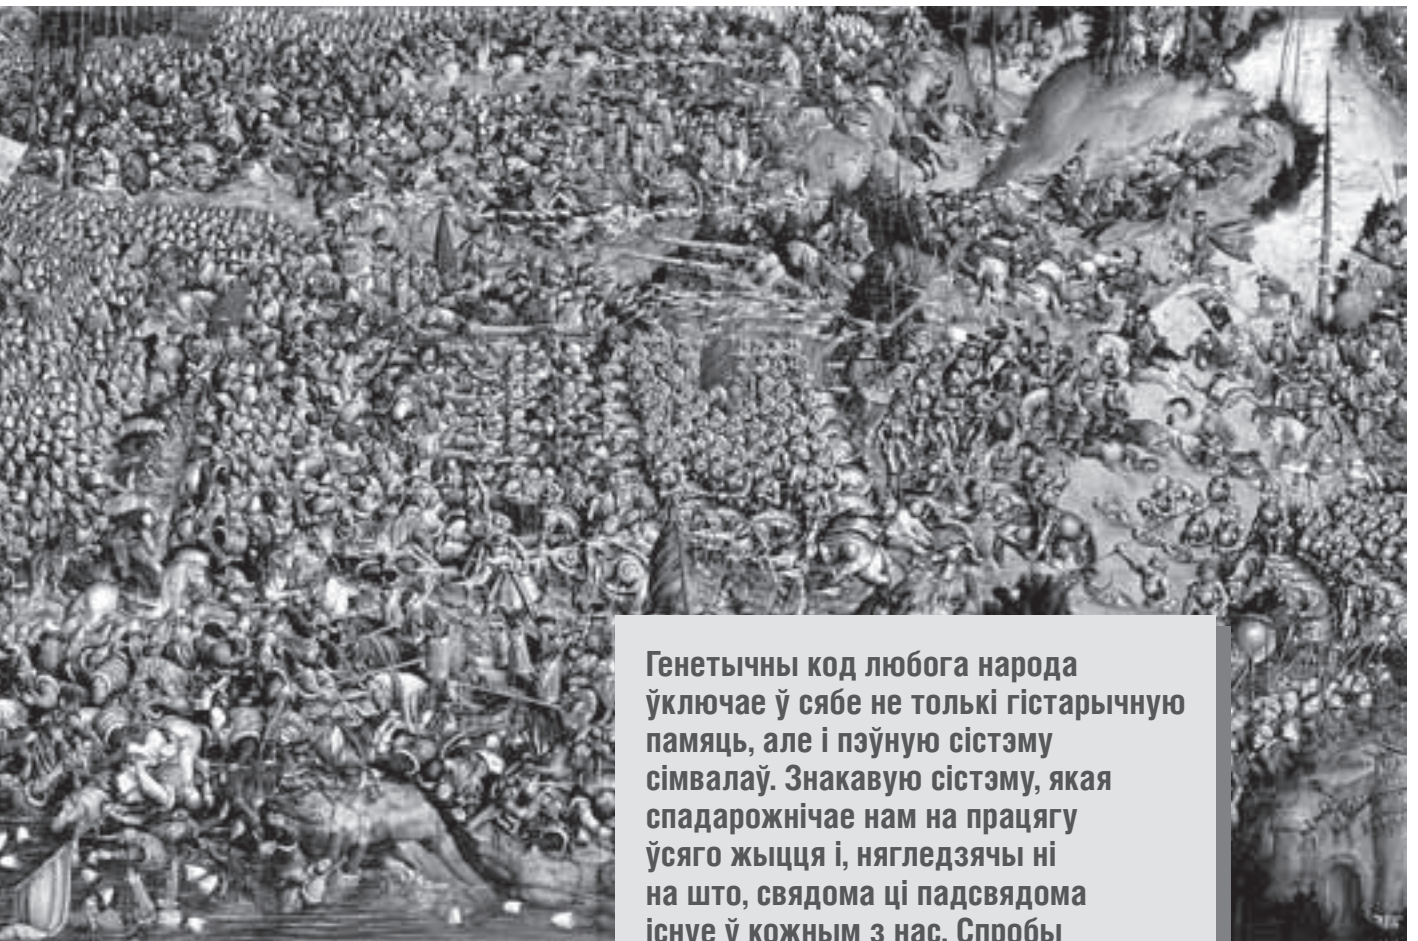 Генетычны код любога народа
ўключае ў сябе не толькі гістарычную
памяць, але і пэўную сістэму
сімвалаў. Знакавую сістэму, якая
спадарожнічае нам на працягу
ўсяго жыцця і, нягледзячы ні
на што, свядома ці падсвядома
існуе ў кожным з нас. Спробы